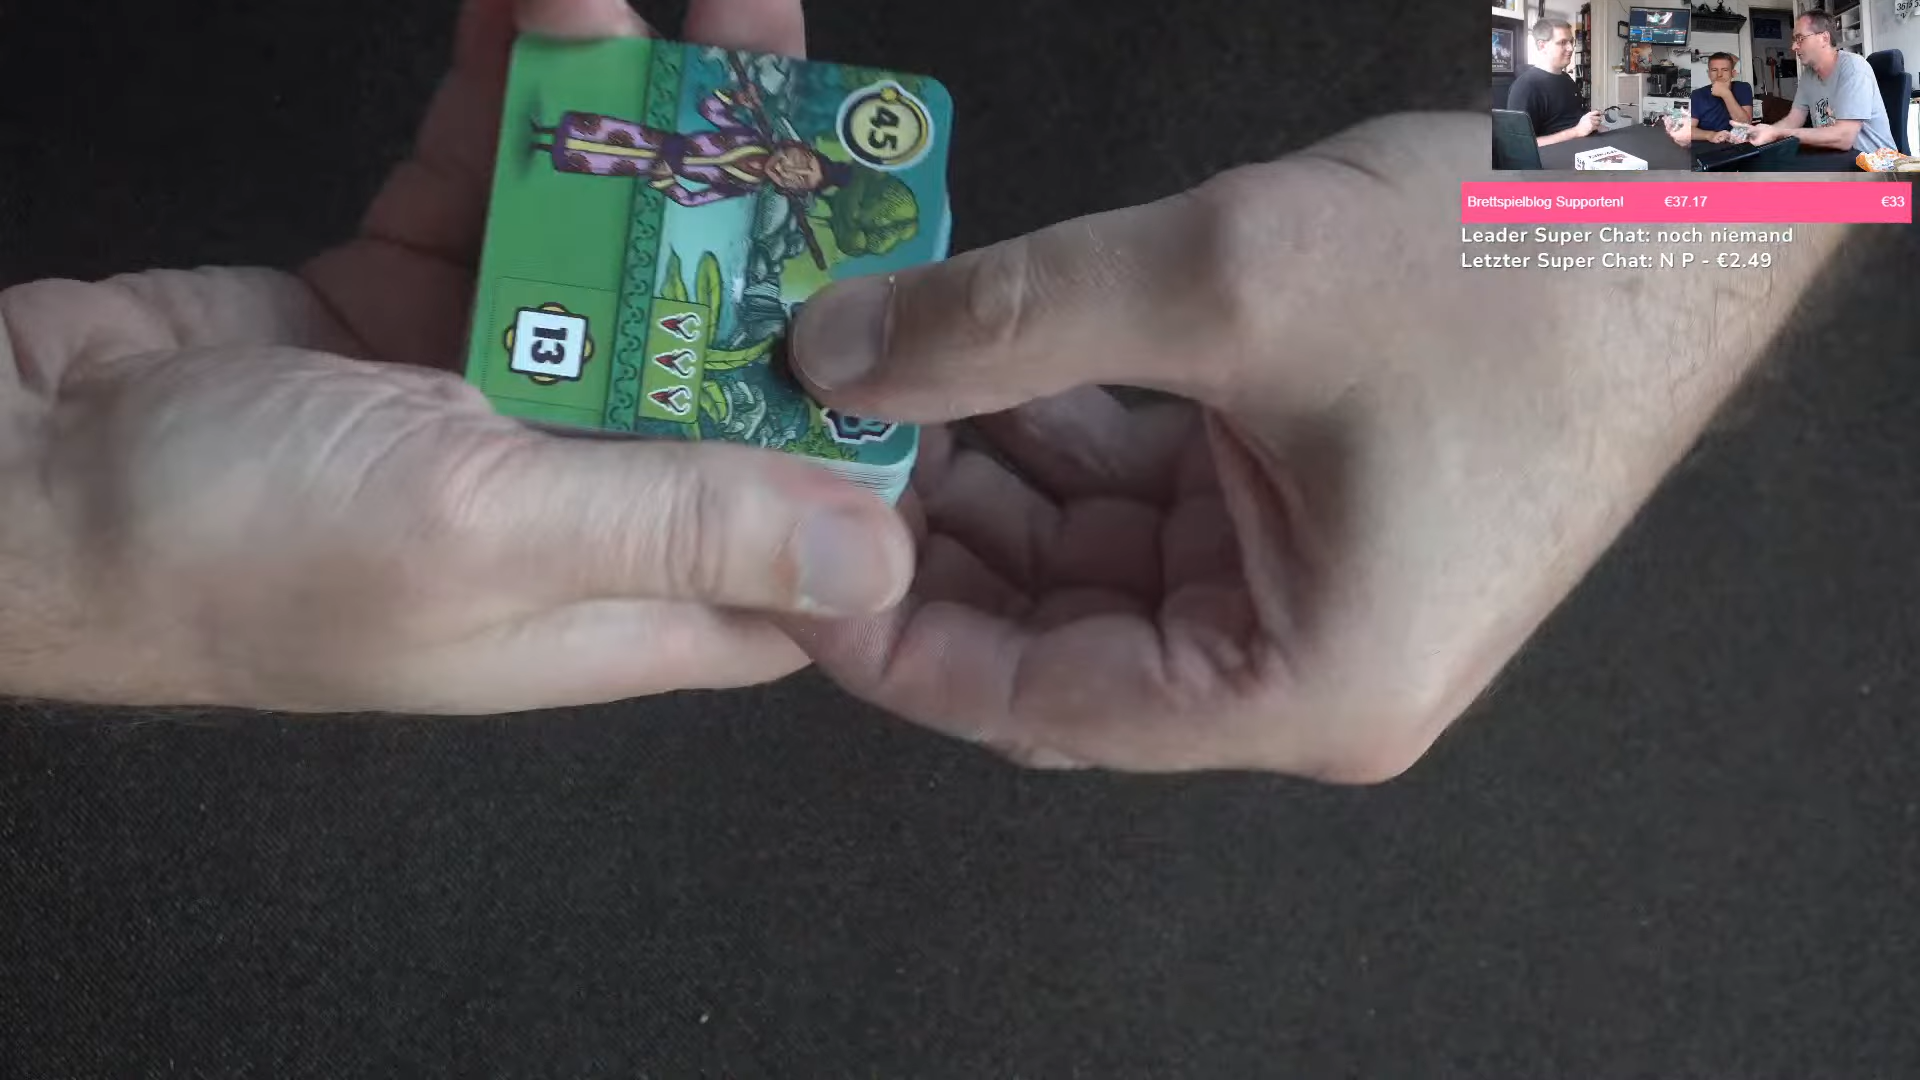 45
13
Brettspielblog Supporten! €37.17 €33
Leader Super Chat: noch niemand
Letzter Super Chat: N P - €2.49